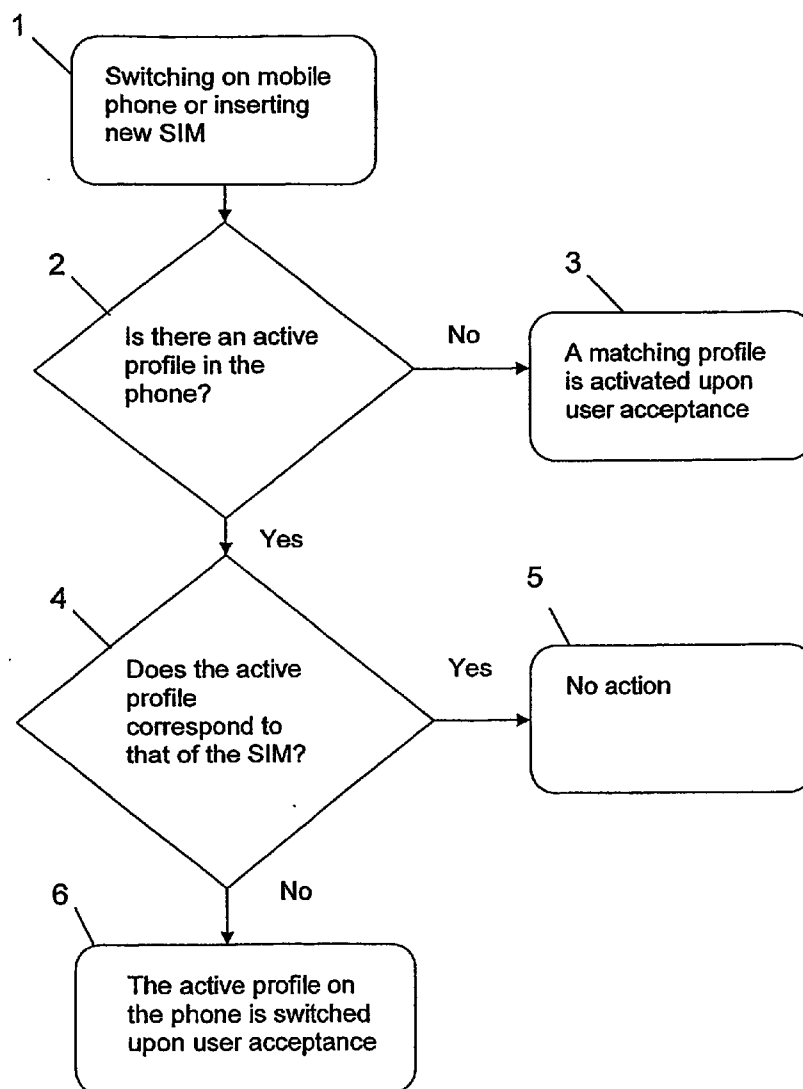 1
Switching on mobile
phone or inserting
new SIM
2
Is there an active
profile in the
phone?
No
3
A matching profile
is activated upon
user acceptance
Yes
4
Does the active
profile
correspond to
that of the SIM?
Yes
5
No action
No
6
The active profile on
the phone is switched
upon user acceptance